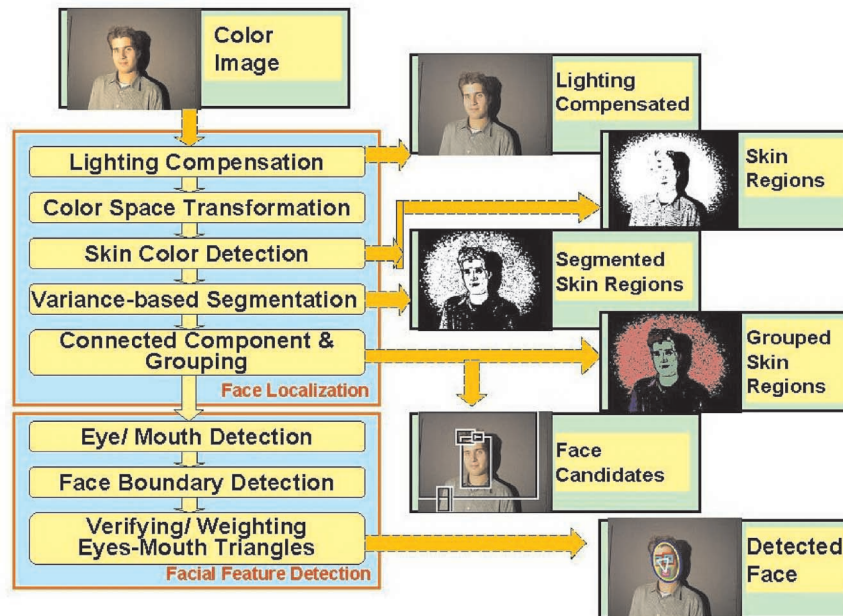 Color
Image
Lighting
Compensated
Lighting Compensation
Skin
Regions
Color Space Transformation
Skin Color Detection
Segmented
Skin Regions
Variance-based Segmentation
Connected Component &
Grouping
Grouped
Skin
Regions
Face Localization
Eye/ Mouth Detection
Face
Candidates
Face Boundary Detection
Verifying/ Weighting
Eyes-Mouth Triangles
Detected
Face
Facial Feature Detection